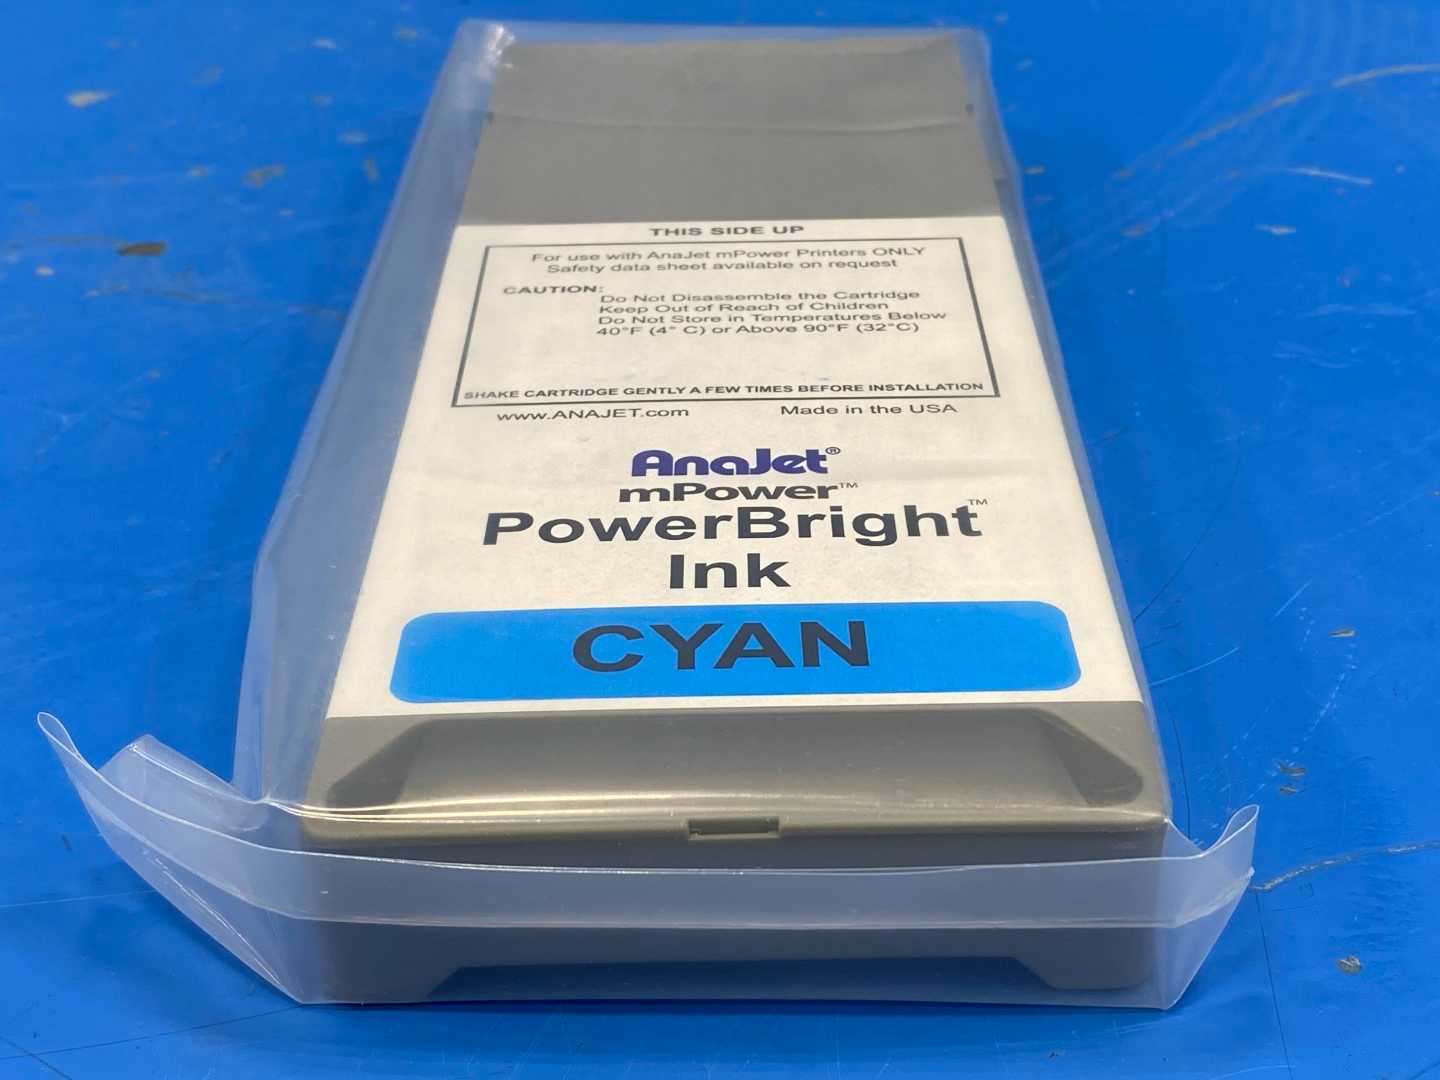 THIS SIDE UP
For use with AnaJet mPower Printers ONLY
Safety data sheet available on request
CAUTION:
Do Not Disassemble the Cartridge
Keep Out of Reach of Children
Do Not Store in Temperatures Below
40°F (4° C) or Above 90°F (32°C)
SHAKE CARTRIDGE GENTLY A FEW TIMES BEFORE INSTALLATION
www.ANAJET.com Made in the USA
AnaJet®
mPower™
PowerBright™
Ink
CYAN